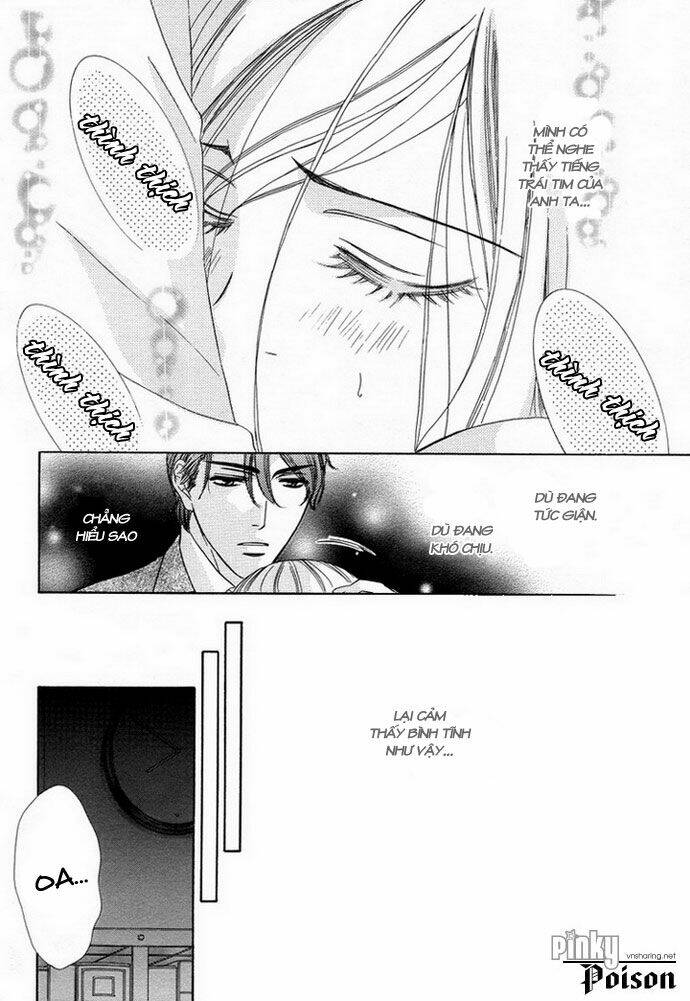 MÌNH CÓ
THỂ NGHE
THẤY TIẾNG
TRÁI TIM CỦA
ANH TA...
thình thịch
thình thịch
thình thịch
DÙ ĐANG
TỨC GIẬN.
DÙ ĐANG
KHÓ CHỊU.
CHẲNG
HIỂU SAO
LẠI CẢM
THẤY BÌNH TĨNH
NHƯ VẬY...
OA...
pinky
vnsharing.net
Poison